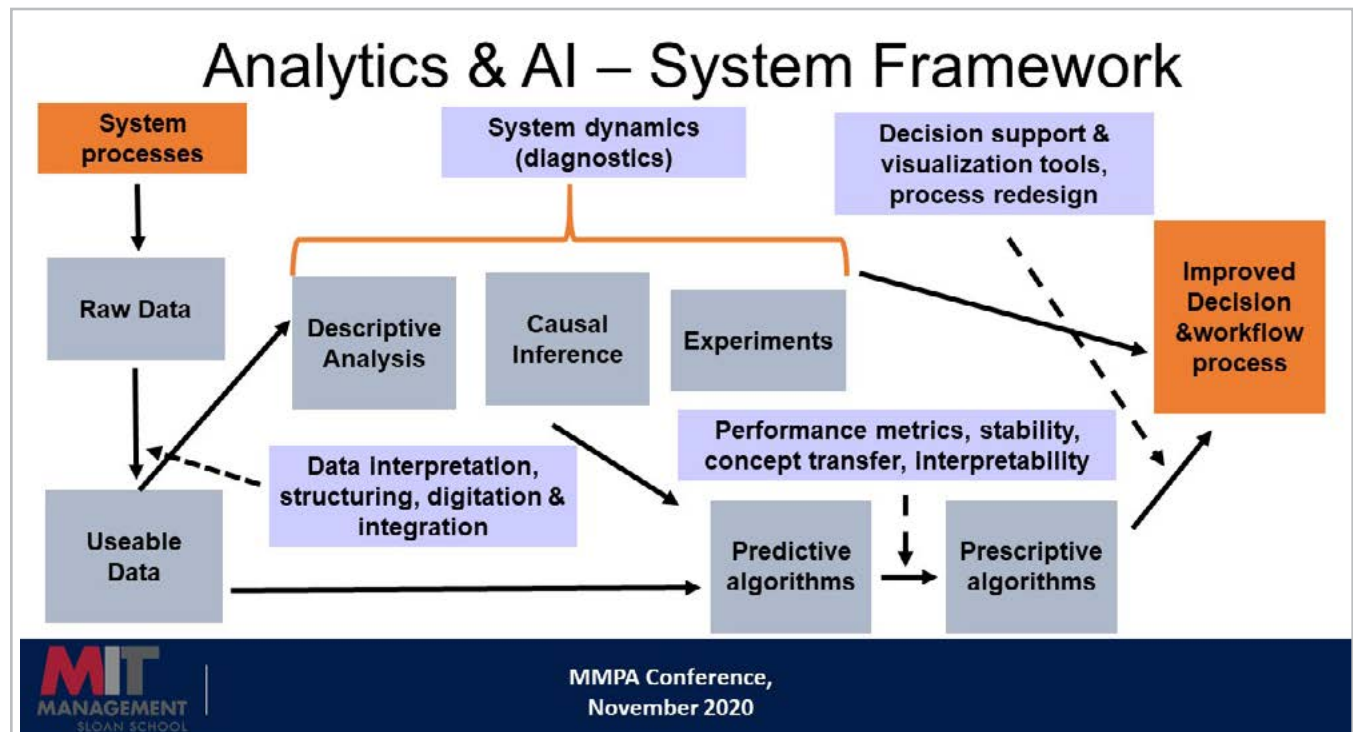 Analytics & AI – System Framework
System
processes
System dynamics
(diagnostics)
Decision support &
visualization tools,
process redesign
Raw Data
Descriptive
Analysis
Causal
Inference
Experiments
Improved
Decision
&workflow
process
Data Interpretation,
structuring, digitation &
integration
Performance metrics, stability,
concept transfer, interpretability
Useable
Data
Predictive
algorithms
Prescriptive
algorithms
MIT
MANAGEMENT
SLOAN SCHOOL
MMPA Conference,
November 2020